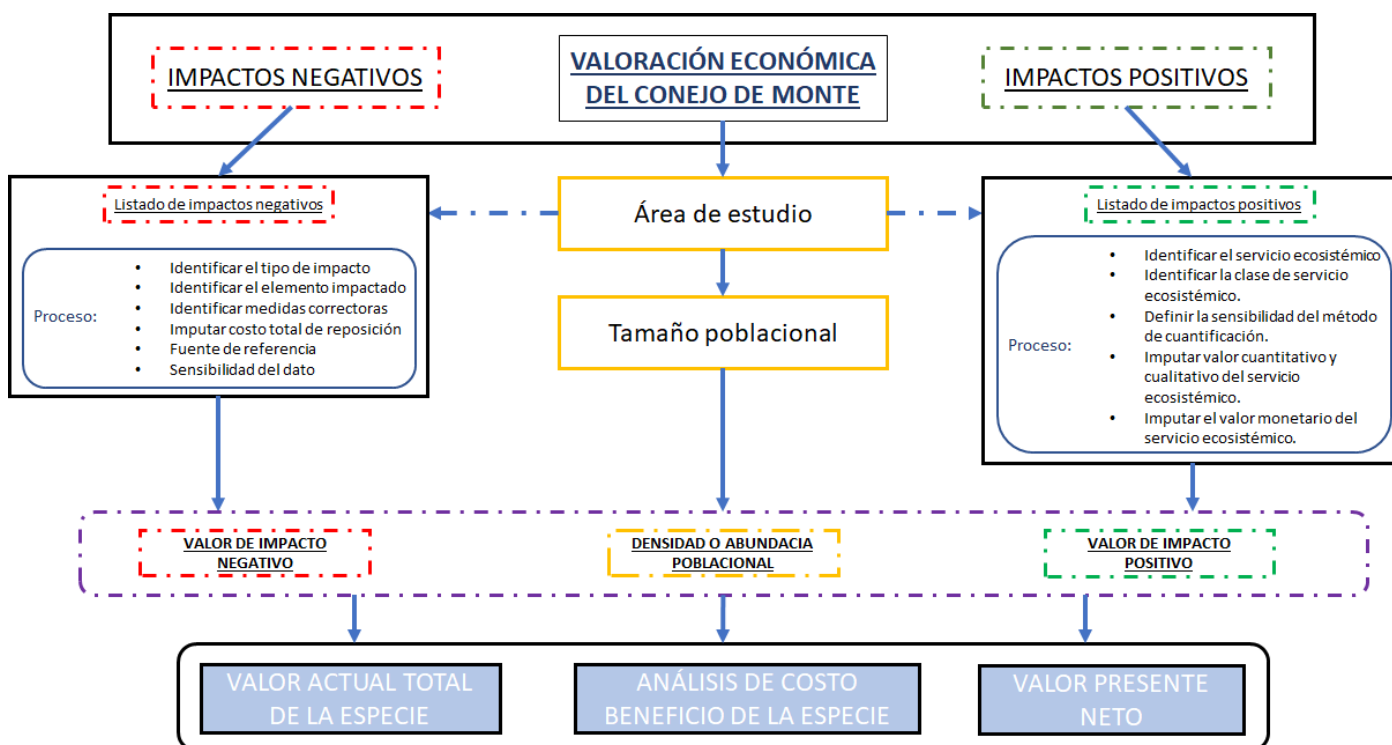 IMPACTOS NEGATIVOS
VALORACIÓN ECONÓMICA
DEL CONEJO DE MONTE
IMPACTOS POSITIVOS
Listado de impactos negativos
Proceso:
• Identificar el tipo de impacto
• Identificar el elemento impactado
• Identificar medidas correctoras
• Imputar costo total de reposición
• Fuente de referencia
• Sensibilidad del dato
Área de estudio
Tamaño poblacional
Listado de impactos positivos
Proceso:
• Identificar el servicio ecosistémico
• Identificar la clase de servicio
ecosistémico.
• Definir la sensibilidad del método
de cuantificación.
• Imputar valor cuantitativo y
cualitativo del servicio
ecosistémico.
• Imputar el valor monetario del
servicio ecosistémico.
VALOR DE IMPACTO
NEGATIVO
DENSIDAD O ABUNDACIA
POBLACIONAL
VALOR DE IMPACTO
POSITIVO
VALOR ACTUAL TOTAL
DE LA ESPECIE
ANÁLISIS DE COSTO
BENEFICIO DE LA ESPECIE
VALOR PRESENTE
NETO